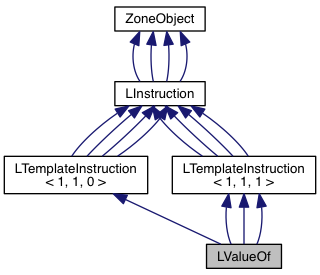 ZoneObject
LInstruction
LTemplateInstruction
< 1, 1, 0 >
LTemplateInstruction
< 1, 1, 1 >
LValueOf